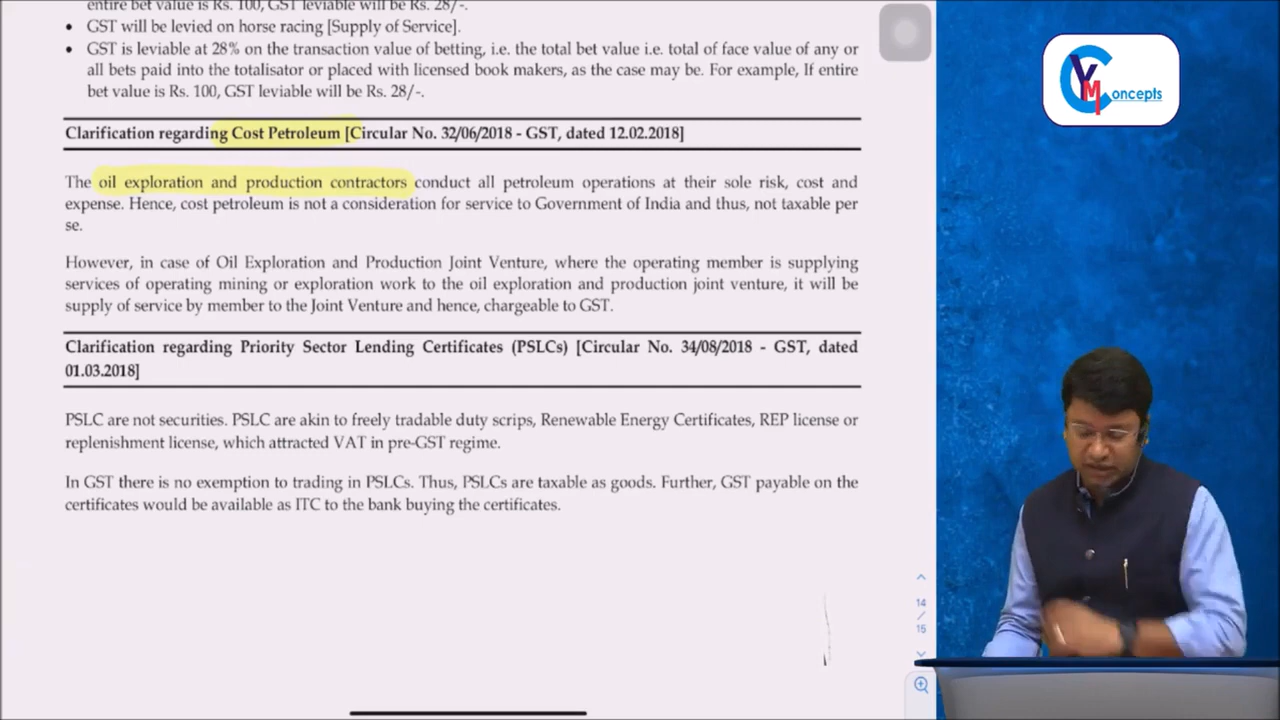 entire bet value is Rs. 100, GST leviable will be Rs. 28/-.
• GST will be levied on horse racing [Supply of Service].
• GST is leviable at 28% on the transaction value of betting, i.e. the total bet value i.e. total of face value of any or
all bets paid into the totalisator or placed with licensed book makers, as the case may be. For example, If entire
bet value is Rs. 100, GST leviable will be Rs. 28/-.
Clarification regarding Cost Petroleum [Circular No. 32/06/2018 - GST, dated 12.02.2018]
The oil exploration and production contractors conduct all petroleum operations at their sole risk, cost and
expense. Hence, cost petroleum is not a consideration for service to Government of India and thus, not taxable per
se.
However, in case of Oil Exploration and Production Joint Venture, where the operating member is supplying
services of operating mining or exploration work to the oil exploration and production joint venture, it will be
supply of service by member to the Joint Venture and hence, chargeable to GST.
Clarification regarding Priority Sector Lending Certificates (PSLCs) [Circular No. 34/08/2018 - GST, dated
01.03.2018]
PSLC are not securities. PSLC are akin to freely tradable duty scrips, Renewable Energy Certificates, REP license or
replenishment license, which attracted VAT in pre-GST regime.
In GST there is no exemption to trading in PSLCs. Thus, PSLCs are taxable as goods. Further, GST payable on the
certificates would be available as ITC to the bank buying the certificates.
CYM oncepts
14
/
15